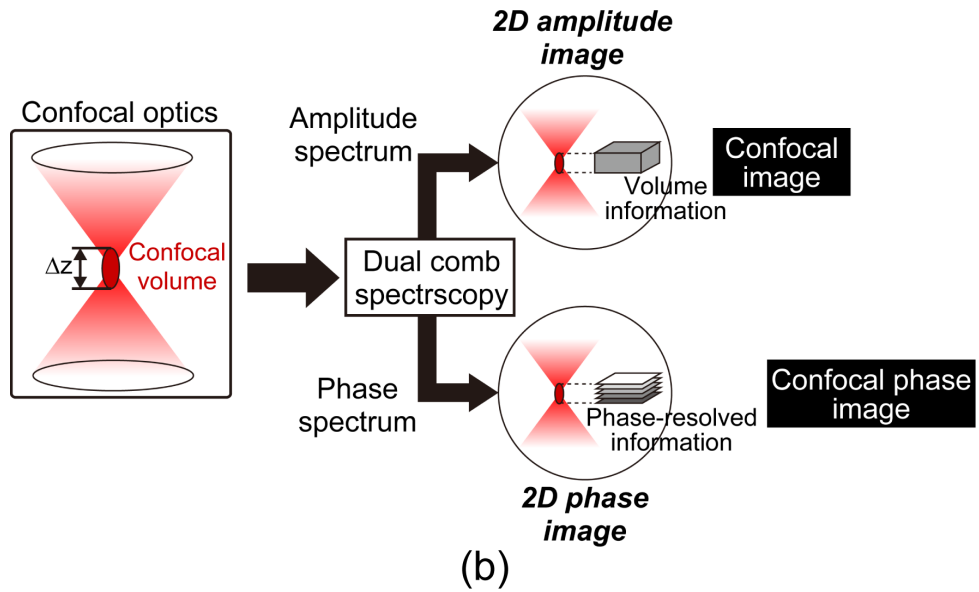 Confocal optics
Δz
Confocal
volume
Amplitude
spectrum
Dual comb
spectrscopy
Phase
spectrum
2D amplitude
image
Volume
information
Confocal
image
Phase-resolved
information
Confocal phase
image
2D phase
image
(b)